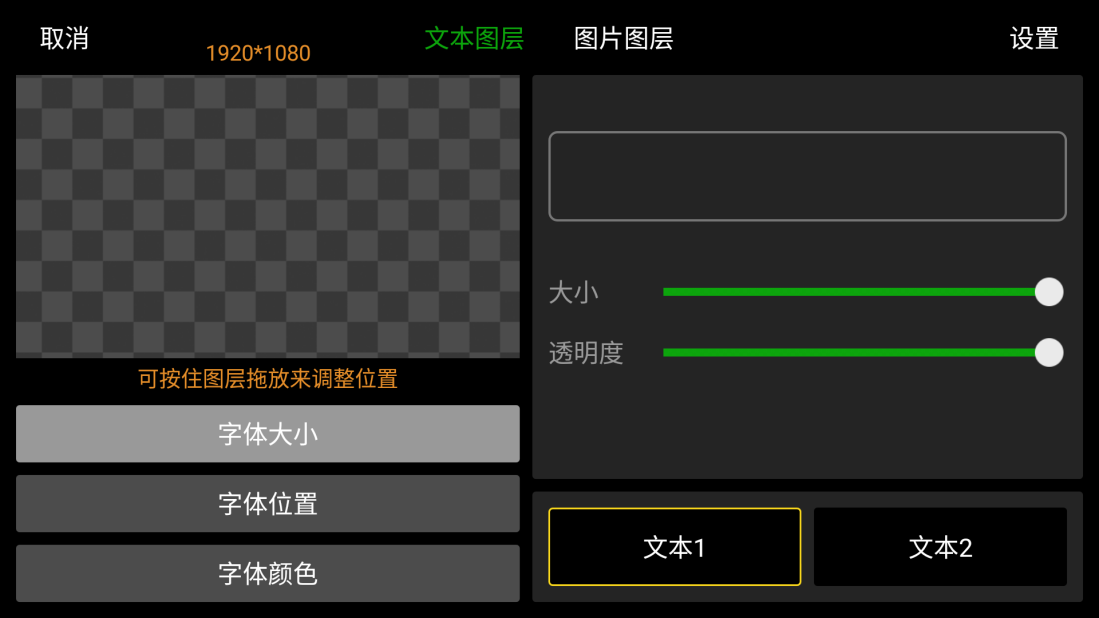 取消
1920*1080
文本图层
图片图层
设置
可按住图层拖放来调整位置
字体大小
字体位置
字体颜色
大小
透明度
文本1
文本2